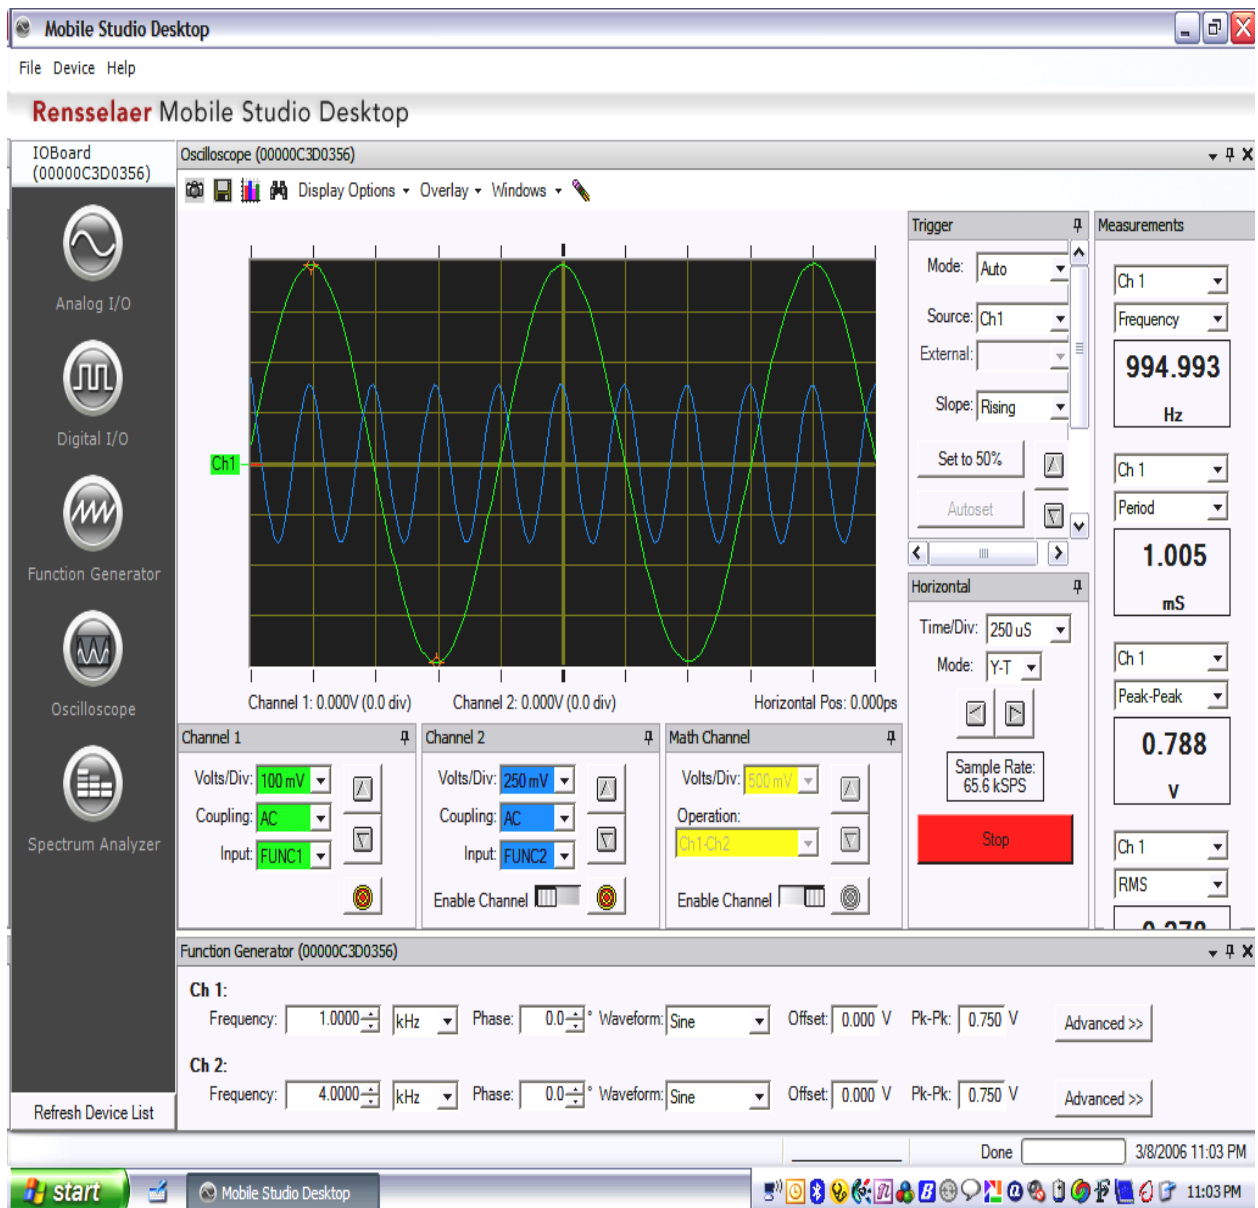 Mobile Studio Desktop
File Device Help
Rensselaer Mobile Studio Desktop
IOBoard
(00000C3D0356)
Analog I/O
Digital I/O
Function Generator
Oscilloscope
Spectrum Analyzer
Refresh Device List
Oscilloscope (00000C3D0356)
Display Options Overlay Windows
Ch1
Channel 1: 0.000V (0.0 div) Channel 2: 0.000V (0.0 div) Horizontal Pos: 0.000ps
Channel 1
Volts/Div: 100 mV
Coupling: AC
Input: FUNC1
Channel 2
Volts/Div: 250 mV
Coupling: AC
Input: FUNC2
Enable Channel
Math Channel
Volts/Div: 500 mV
Operation:
Ch1-Ch2
Enable Channel
Trigger
Mode: Auto
Source: Ch1
External:
Slope: Rising
Set to 50%
Autoset
Horizontal
Time/Div: 250 uS
Mode: Y-T
Sample Rate:
65.6 kSPS
Stop
Measurements
Ch 1
Frequency
994.993
Hz
Ch 1
Period
1.005
mS
Ch 1
Peak-Peak
0.788
V
Ch 1
RMS
Function Generator (00000C3D0356)
Ch 1:
Frequency: 1.0000 kHz Phase: 0.0 ° Waveform: Sine Offset: 0.000 V Pk-Pk: 0.750 V Advanced >>
Ch 2:
Frequency: 4.0000 kHz Phase: 0.0 ° Waveform: Sine Offset: 0.000 V Pk-Pk: 0.750 V Advanced >>
Done 3/8/2006 11:03 PM
start Mobile Studio Desktop 11:03 PM